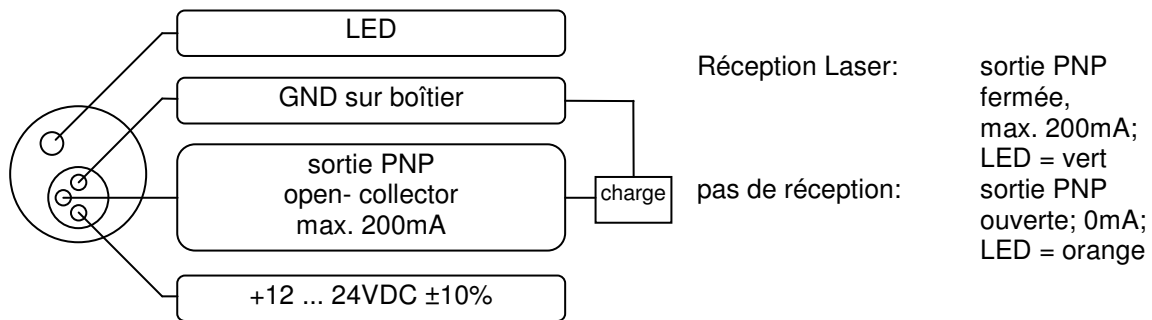 LED
GND sur boîtier
sortie PNP
open- collector
max. 200mA
charge
+12 ... 24VDC ±10%
Réception Laser:
sortie PNP
fermée,
max. 200mA;
LED = vert
pas de réception:
sortie PNP
ouverte; 0mA;
LED = orange